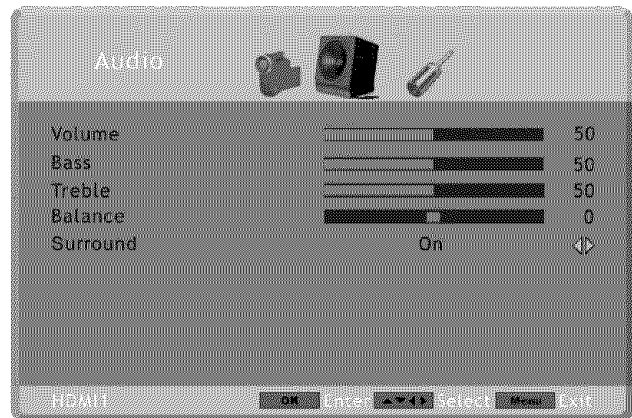 Audio
Volume 50
Bass 50
Treble 50
Balance 0
Surround On
HDMI1 OK Enter Select Menu Exit